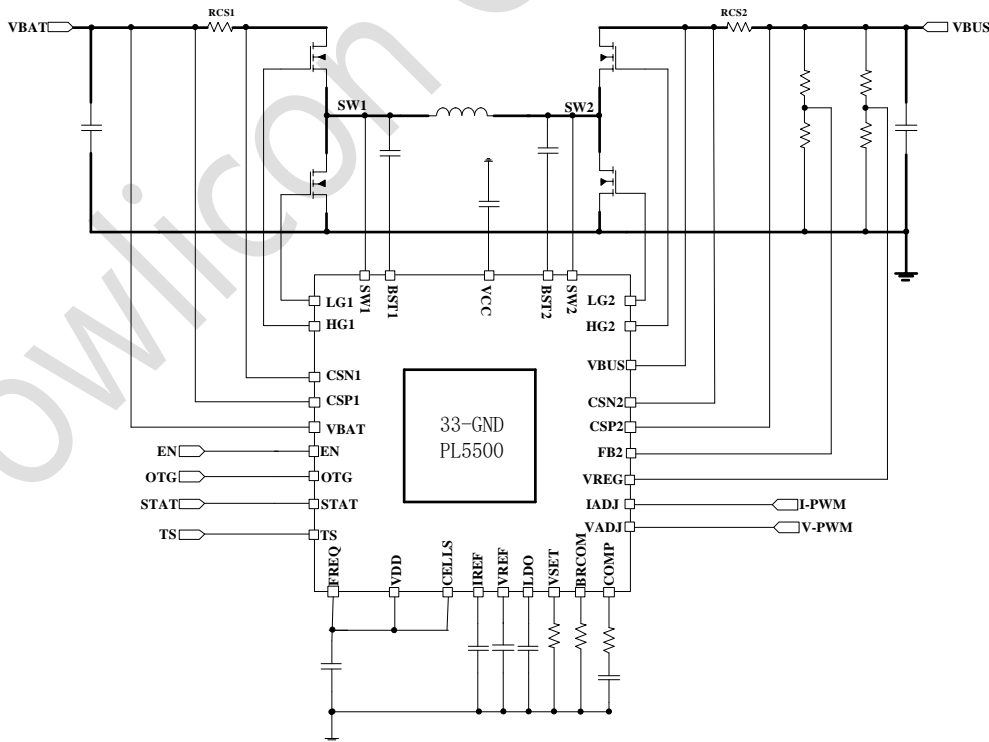 RCS1
RCS2
VBAT
VBUS
SW1
SW2
SW1
BST1
VCC
BST2
SW2
LG1
HG1
CSN1
CSP1
VBAT
EN
EN
OTG
OTG
STAT
STAT
TS
TS
33-GND
PL5500
LG2
HG2
VBUS
CSN2
CSP2
FB2
VREG
IADJ
I-PWM
VADJ
V-PWM
FREQ
VDD
CELLS
IREF
VREF
LDO
VSET
BRCOM
COMP